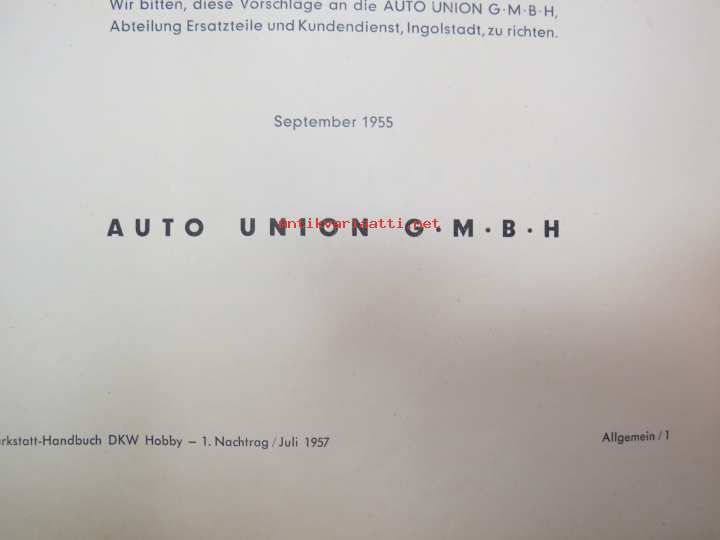 Wir bitten, diese Vorschläge an die AUTO UNION G·M·B·H,
Abteilung Ersatzteile und Kundendienst, Ingolstadt, zu richten.
September 1955
AUTO UNION G·M·B·H
antikvariaatti.net
rkstatt-Handbuch DKW Hobby – 1. Nachtrag / Juli 1957
Allgemein / 1